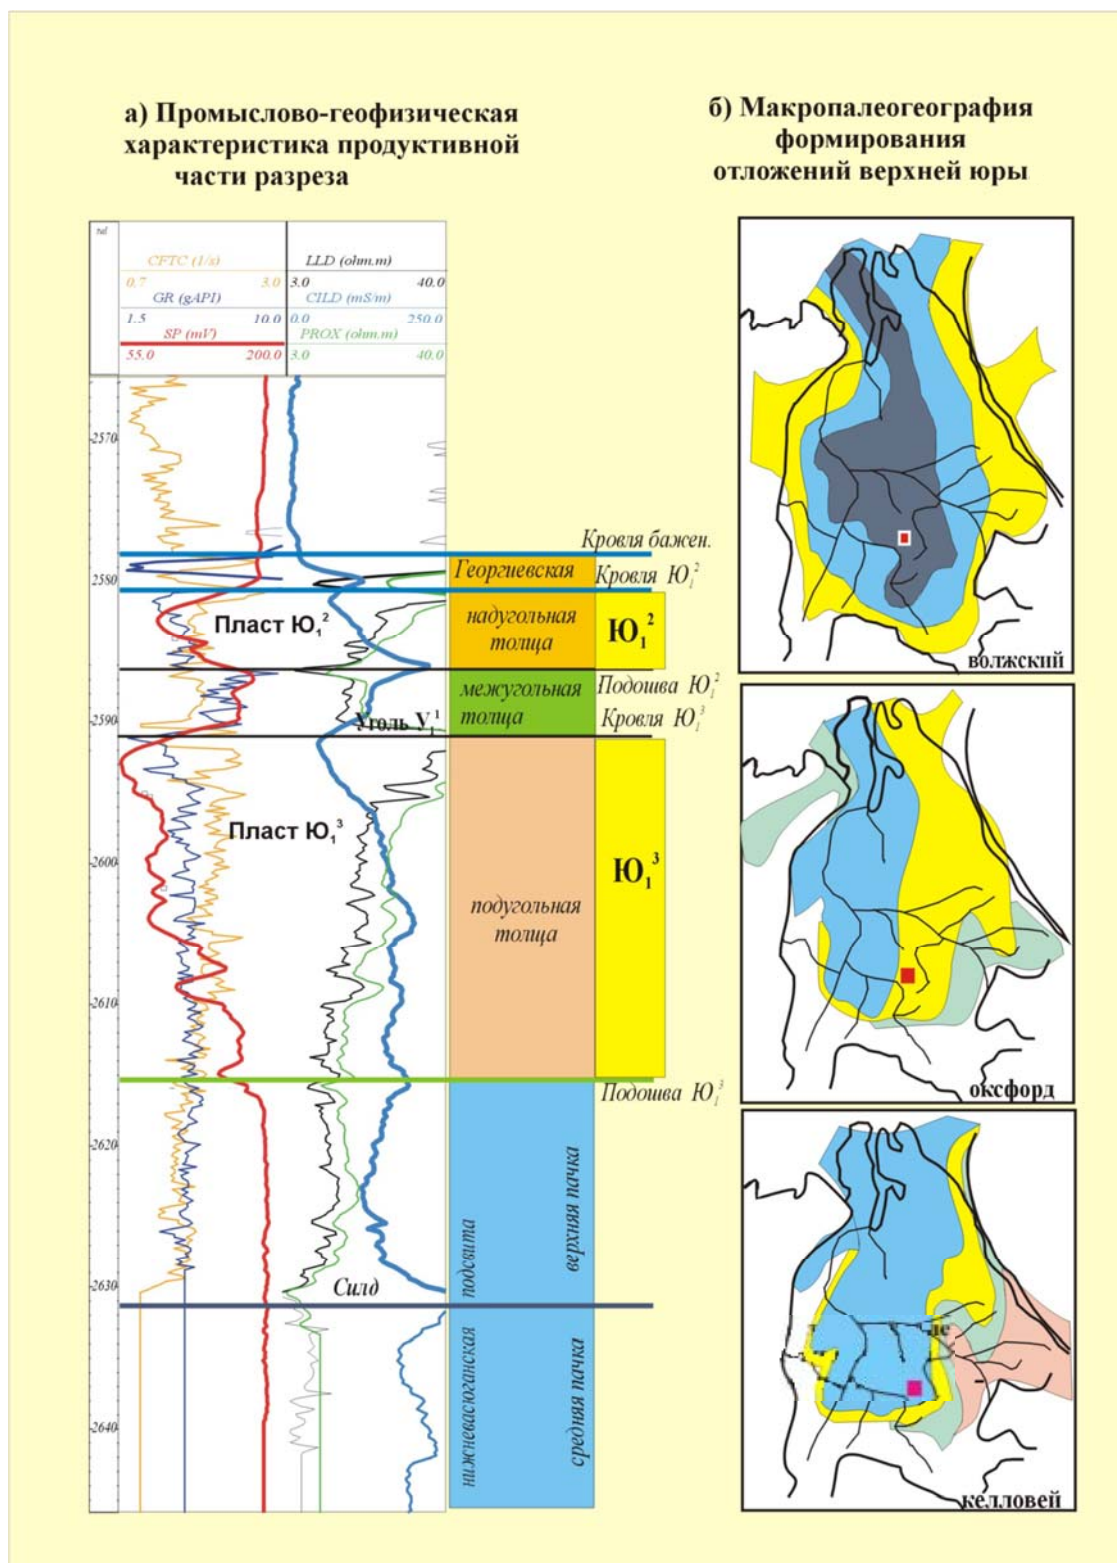 а) Промыслово-геофизическая
характеристика продуктивной
части разреза
б) Макропалеогеография
формирования
отложений верхней юры
CFTC (1/s)
0.7 3.0
GR (gAPI)
1.5 10.0
SP (mV)
55.0 200.0
LLD (ohm.m)
3.0 40.0
CILD (mS/m)
0.0 250.0
PROX (ohm.m)
3.0 40.0
-2570
-2580
-2590
-2600
-2610
-2620
-2630
-2640
Пласт Ю₁²
Уголь У₁¹
Пласт Ю₁³
Силд
Кровля бажен.
Георгиевская
Кровля Ю₁²
надугольная
толща
Ю₁²
межугольная
толща
Подошва Ю₁²
Кровля Ю₁³
подугольная
толща
Ю₁³
Подошва Ю₁³
нижневасюганская подсвита
верхняя пачка
средняя пачка
волжский
оксфорд
келловей